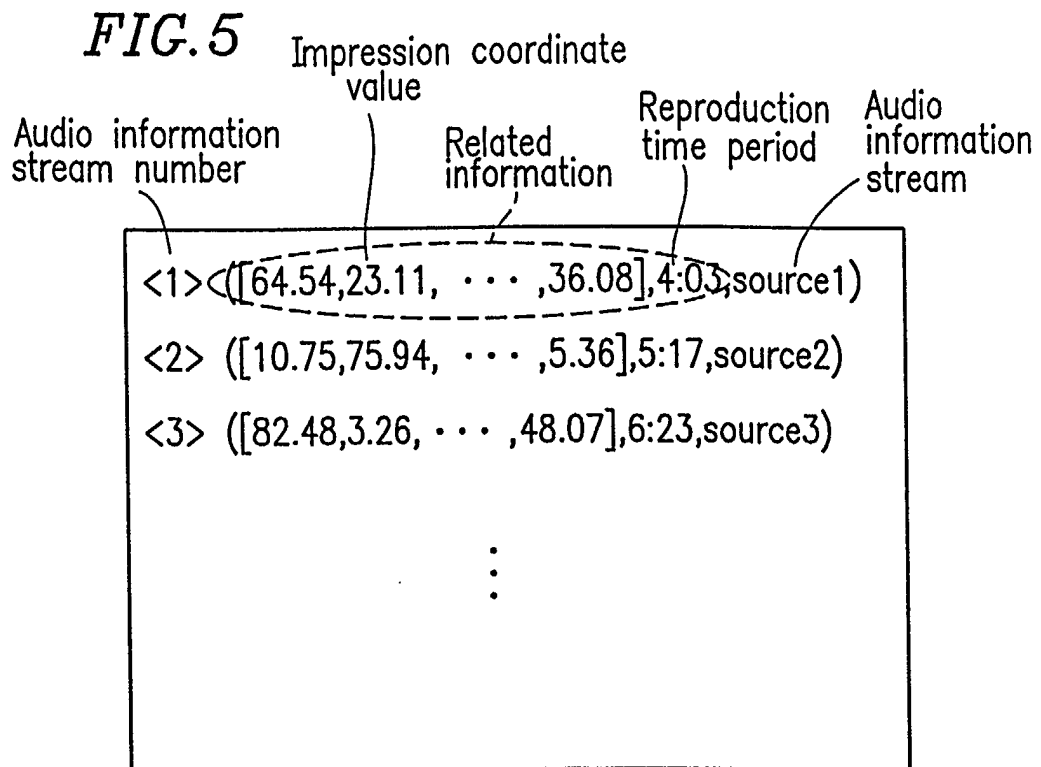 FIG.5
Impression coordinate
value
Audio information
stream number
Related
information
Reproduction
time period
Audio
information
stream
<1> ([64.54,23.11, ··· ,36.08],4:03,source1)
<2> ([10.75,75.94, ··· ,5.36],5:17,source2)
<3> ([82.48,3.26, ··· ,48.07],6:23,source3)